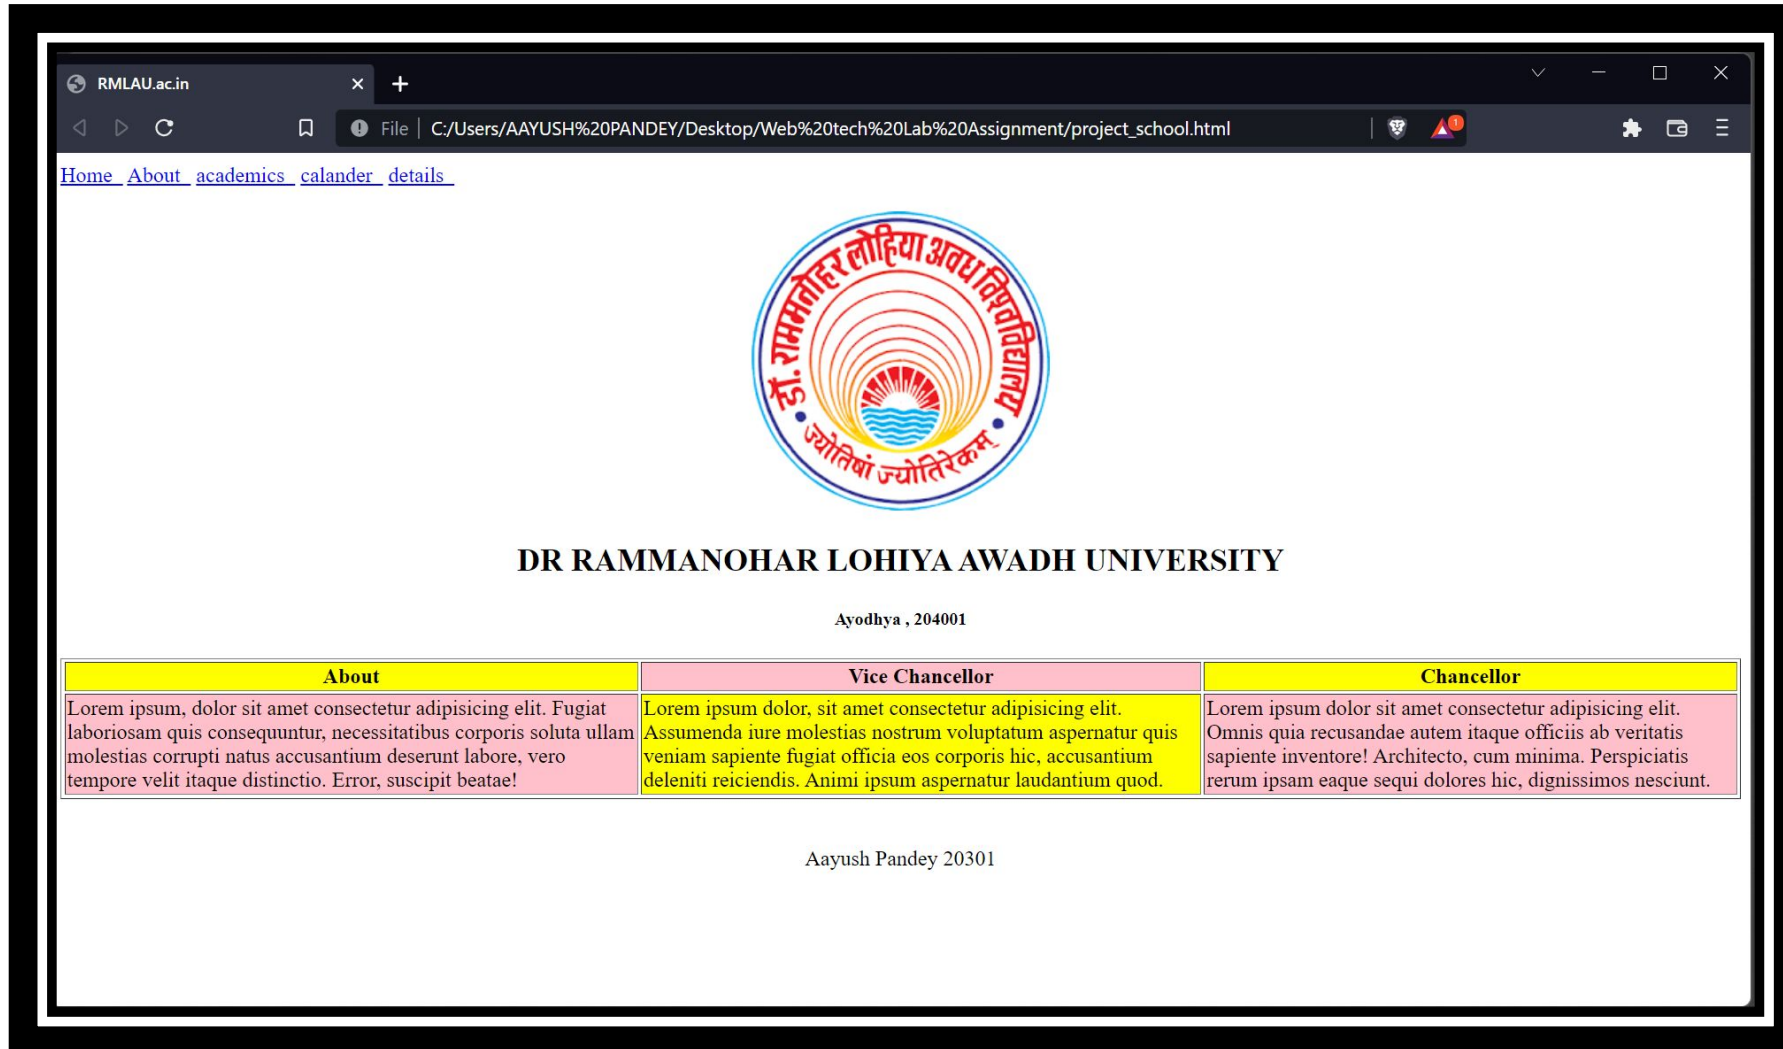 RMLAU.ac.in
File | C:/Users/AAYUSH%20PANDEY/Desktop/Web%20tech%20Lab%20Assignment/project_school.html
1
Home About academics calander details
डॉ. राममनोहर लोहिया अवध विश्वविद्यालय
ज्योतिषां ज्योतिरेकम्
DR RAMMANOHAR LOHIYA AWADH UNIVERSITY
Ayodhya , 204001
About Vice Chancellor Chancellor
Lorem ipsum, dolor sit amet consectetur adipisicing elit. Fugiat
laboriosam quis consequuntur, necessitatibus corporis soluta ullam
molestias corrupti natus accusantium deserunt labore, vero
tempore velit itaque distinctio. Error, suscipit beatae!
Lorem ipsum dolor, sit amet consectetur adipisicing elit.
Assumenda iure molestias nostrum voluptatum aspernatur quis
veniam sapiente fugiat officia eos corporis hic, accusantium
deleniti reiciendis. Animi ipsum aspernatur laudantium quod.
Lorem ipsum dolor sit amet consectetur adipisicing elit.
Omnis quia recusandae autem itaque officiis ab veritatis
sapiente inventore! Architecto, cum minima. Perspiciatis
rerum ipsam eaque sequi dolores hic, dignissimos nesciunt.
Aayush Pandey 20301